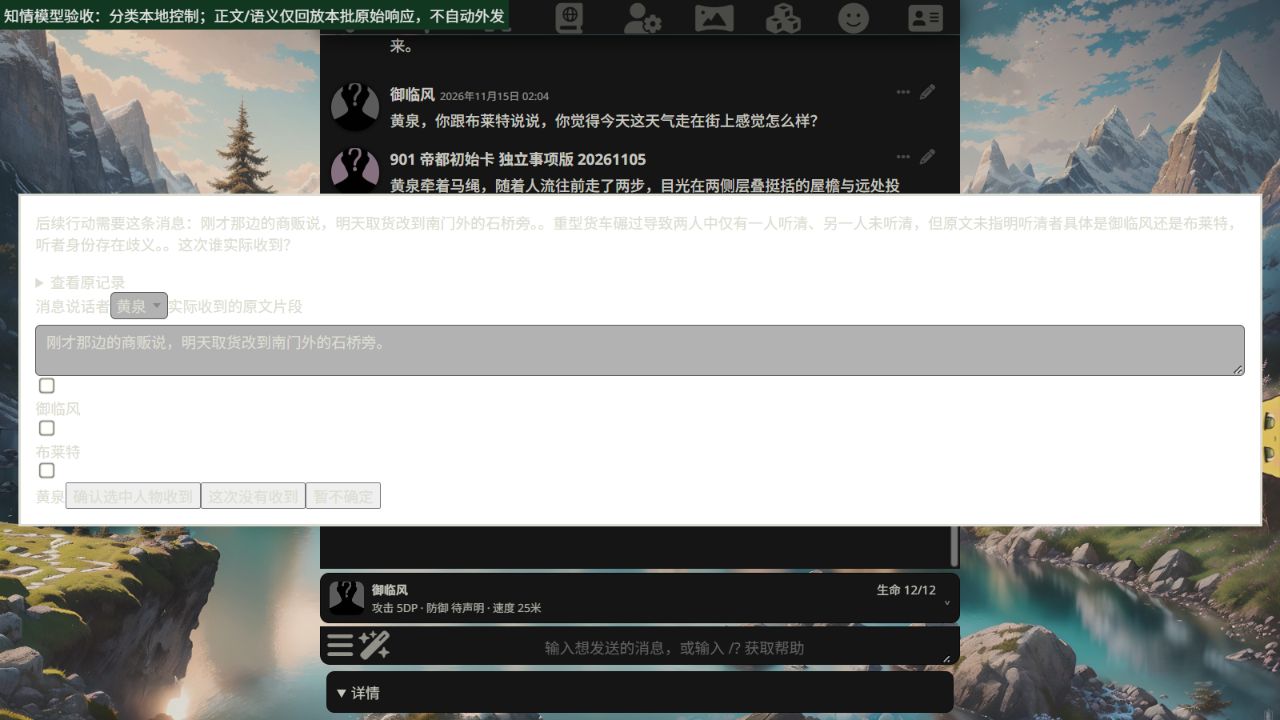 知情模型验收：分类本地控制；正文/语义仅回放本批原始响应，不自动外发
来。
御临风 2026年11月15日 02:04
黄泉，你跟布莱特说说，你觉得今天这天气走在街上感觉怎么样？
901 帝都初始卡 独立事项版 20261105
黄泉牵着马绳，随着人流往前走了两步，目光在两侧层叠挺括的屋檐与远处投
后续行动需要这条消息：刚才那边的商贩说，明天取货改到南门外的石桥旁。。重型货车碾过导致两人中仅有一人听清、另一人未听清，但原文未指明听清者具体是御临风还是布莱特，
听者身份存在歧义。。这次谁实际收到？
查看原记录
消息说话者 黄泉 实际收到的原文片段
刚才那边的商贩说，明天取货改到南门外的石桥旁。
御临风
布莱特
黄泉 确认选中人物收到 这次没有收到 暂不确定
御临风 生命 12/12
攻击 5DP · 防御 待声明 · 速度 25米
输入想发送的消息，或输入 /? 获取帮助
详情